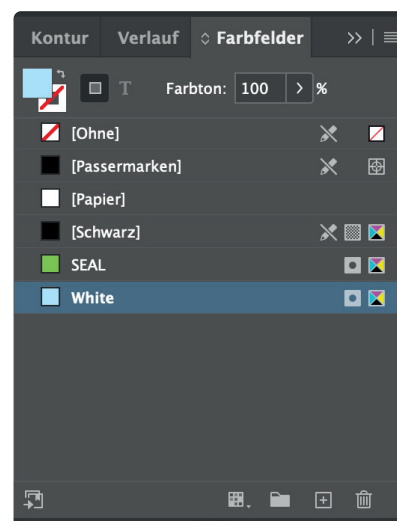 Kontur Verlauf Farbfelder
T Farbton: 100 %
[Ohne]
[Passermarken]
[Papier]
[Schwarz]
SEAL
White